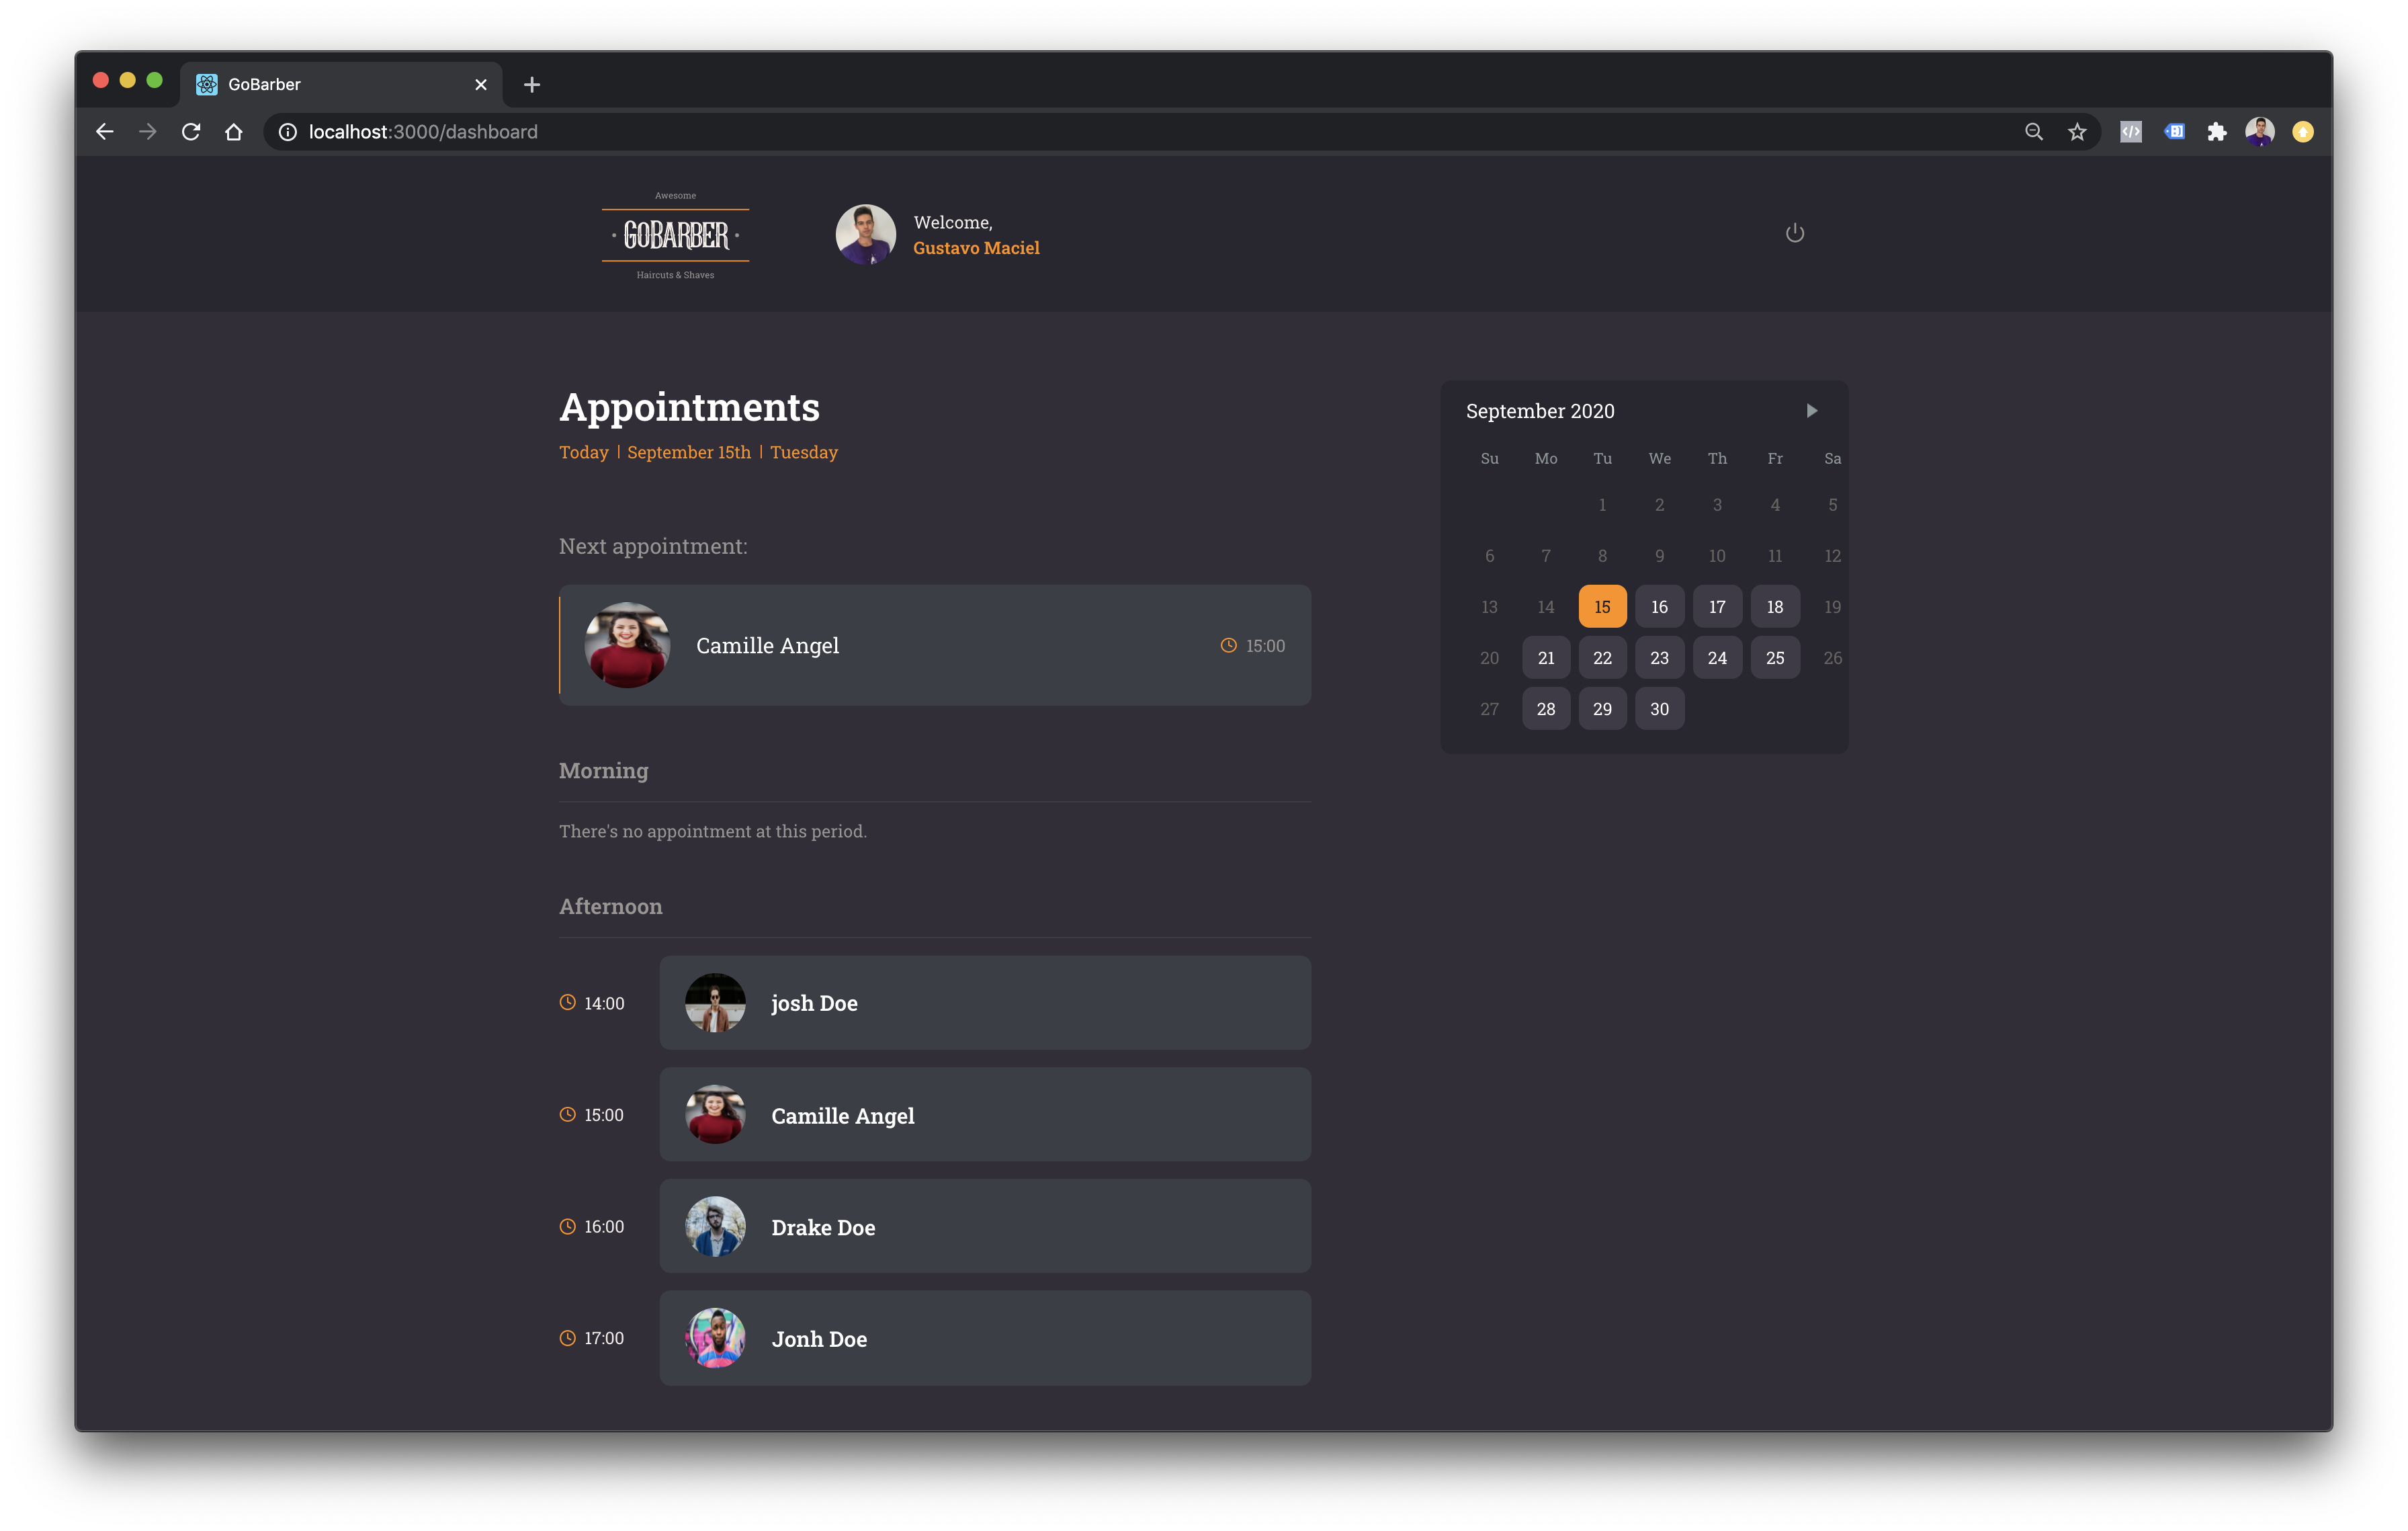 GoBarber
localhost:3000/dashboard
Awesome
GOBARBER
Haircuts & Shaves
Welcome,
Gustavo Maciel
Appointments
Today | September 15th | Tuesday
Next appointment:
Camille Angel 15:00
Morning
There's no appointment at this period.
Afternoon
14:00 josh Doe
15:00 Camille Angel
16:00 Drake Doe
17:00 Jonh Doe
September 2020
Su Mo Tu We Th Fr Sa
1 2 3 4 5
6 7 8 9 10 11 12
13 14 15 16 17 18 19
20 21 22 23 24 25 26
27 28 29 30